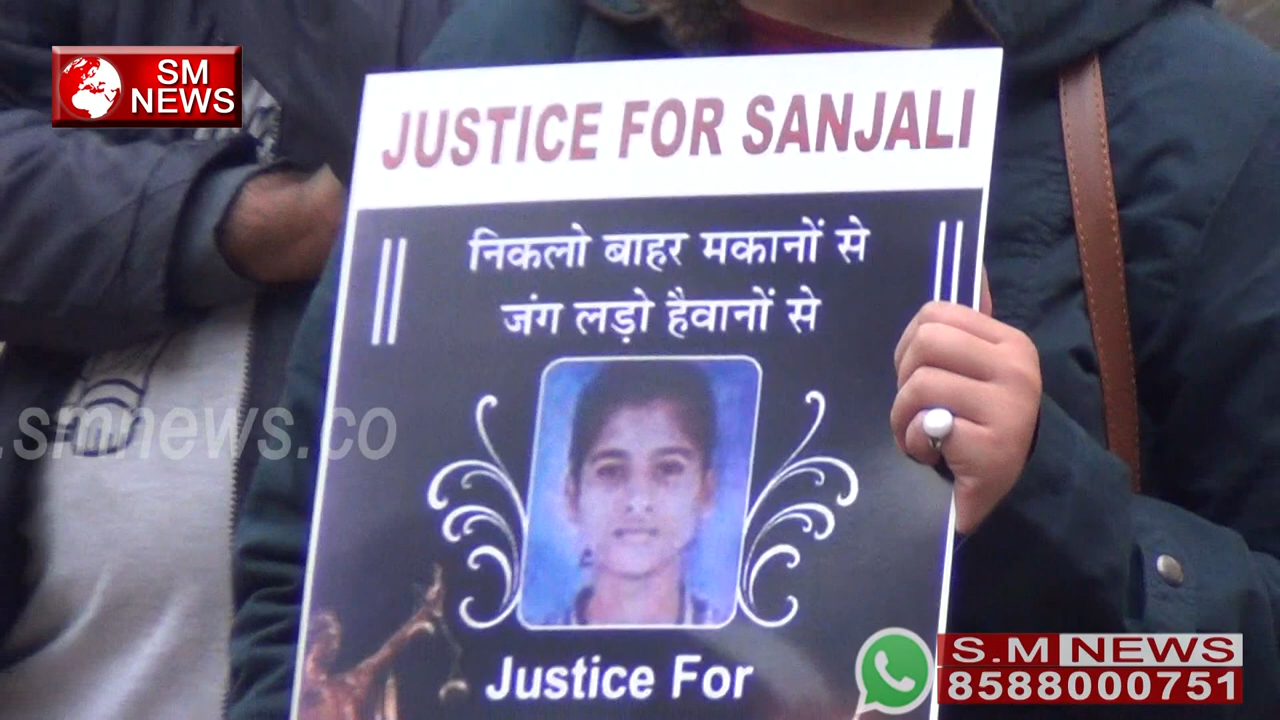 SM
NEWS
JUSTICE FOR SANJALI
निकलो बाहर मकानों से
जंग लड़ो हैवानों से
.smnews.co
Justice For
S.M NEWS
8588000751